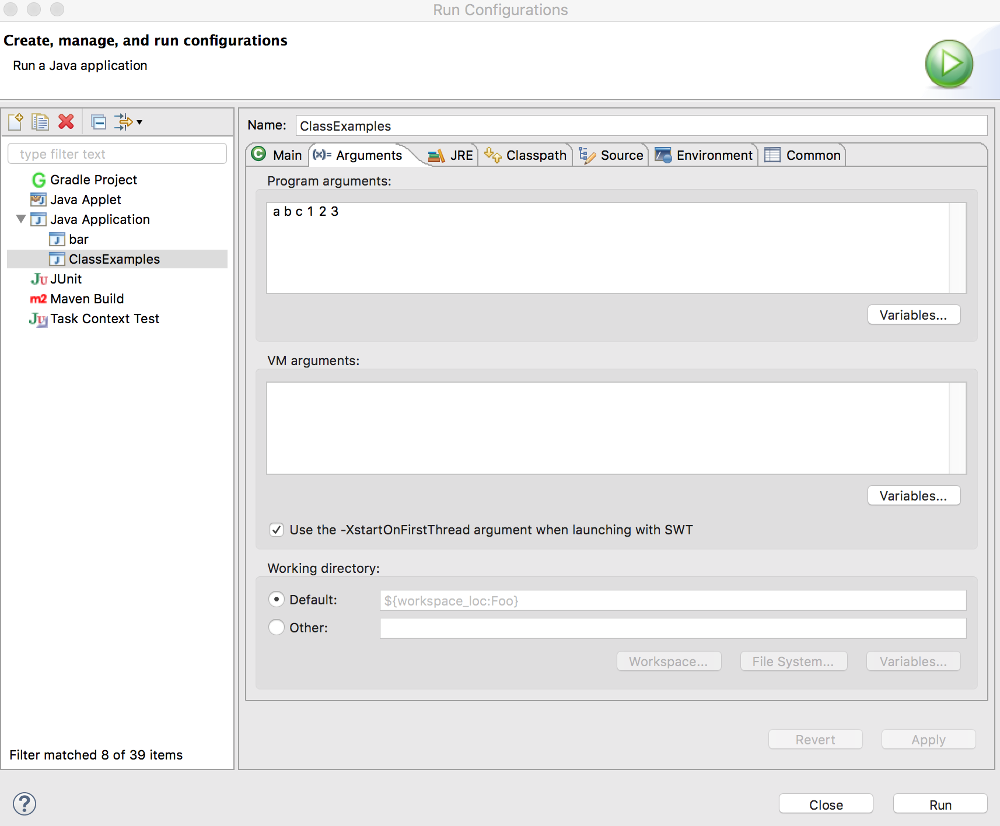 Run Configurations
Create, manage, and run configurations
Run a Java application
type filter text
G Gradle Project
Java Applet
J Java Application
J bar
J ClassExamples
JU JUnit
m2 Maven Build
JU Task Context Test
Filter matched 8 of 39 items
Name: ClassExamples
C Main (x)= Arguments JRE Classpath Source Environment Common
Program arguments:
a b c 1 2 3
Variables...
VM arguments:
Variables...
Use the -XstartOnFirstThread argument when launching with SWT
Working directory:
Default: ${workspace_loc:Foo}
Other:
Workspace... File System... Variables...
Revert Apply
? Close Run